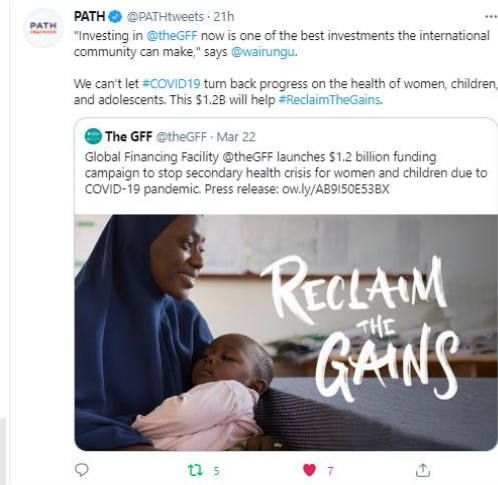 PATH
PATH @PATHtweets · 21h
"Investing in @theGFF now is one of the best investments the international
community can make," says @wairungu.
We can't let #COVID19 turn back progress on the health of women, children,
and adolescents. This $1.2B will help #ReclaimTheGains.
The GFF @theGFF · Mar 22
Global Financing Facility @theGFF launches $1.2 billion funding
campaign to stop secondary health crisis for women and children due to
COVID-19 pandemic. Press release: ow.ly/AB9I50E53BX
RECLAIM
THE
GAINS
5
7